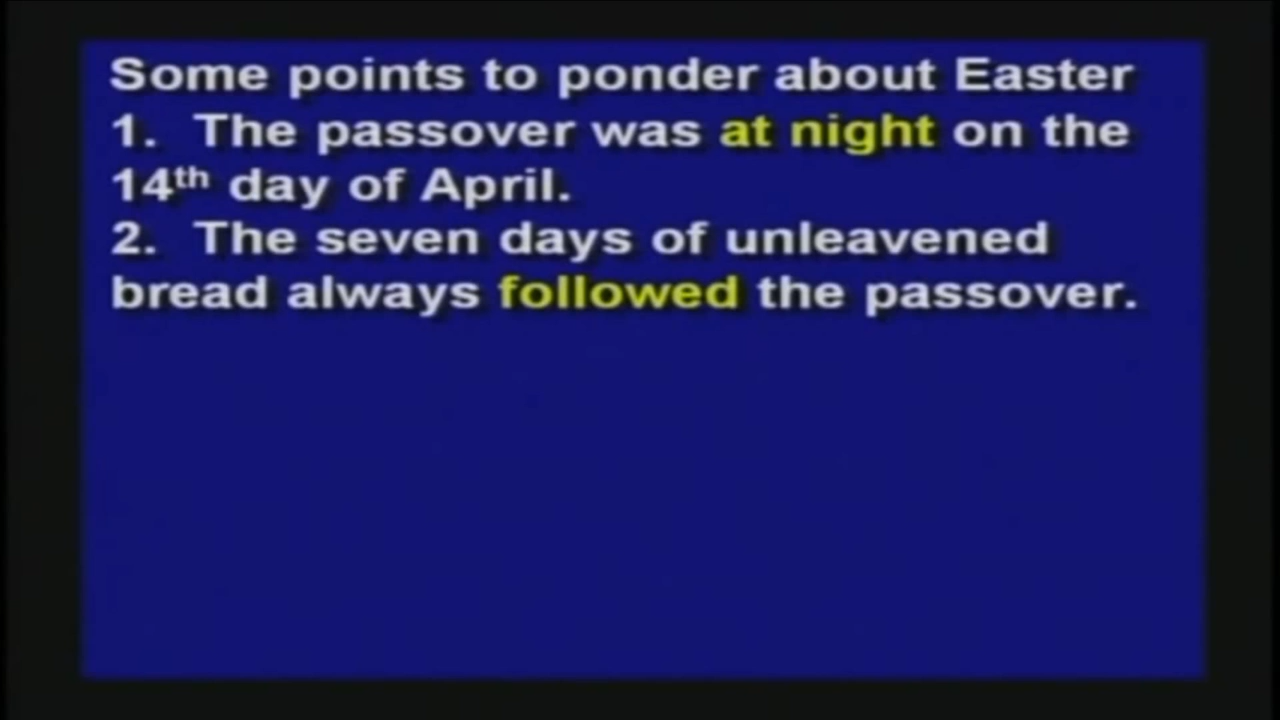 Some points to ponder about Easter
1. The passover was at night on the
14th day of April.
2. The seven days of unleavened
bread always followed the passover.